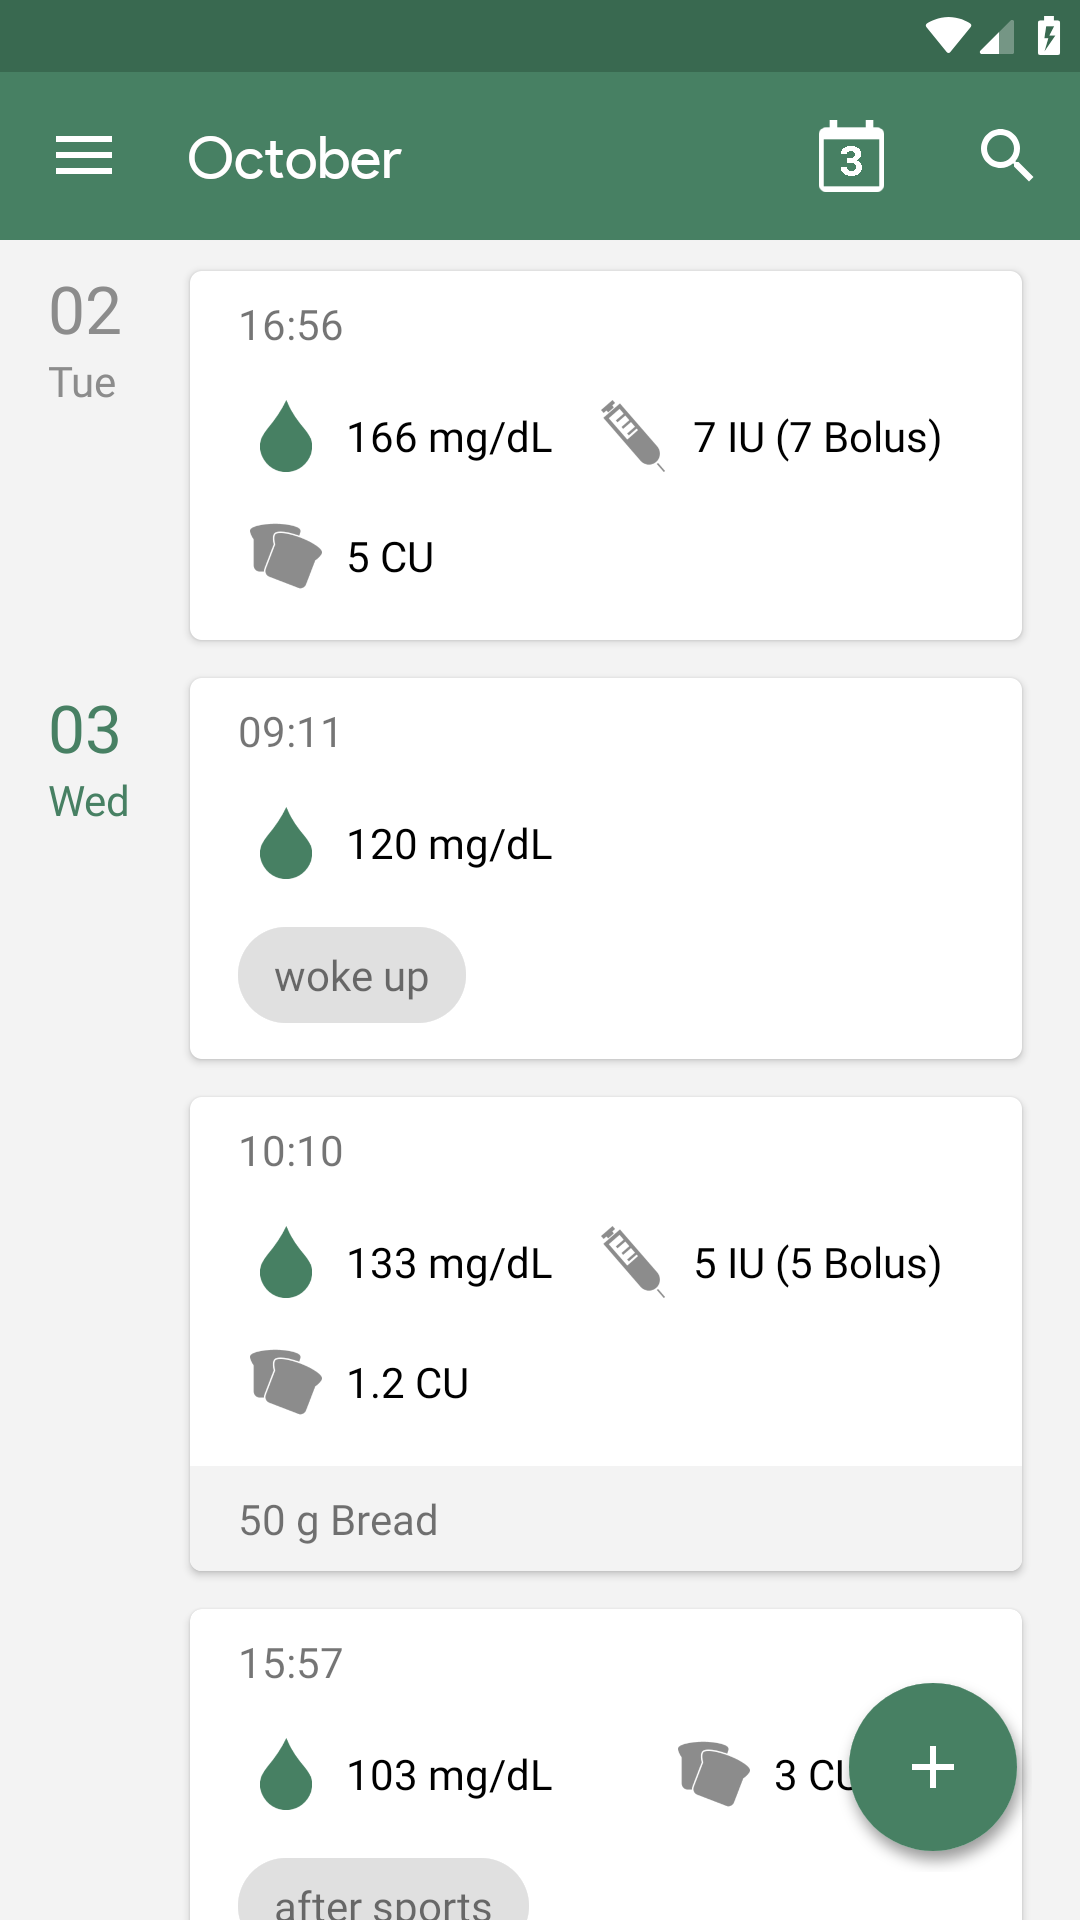 October
3
02
Tue
16:56
166 mg/dL
7 IU (7 Bolus)
5 CU
03
Wed
09:11
120 mg/dL
woke up
10:10
133 mg/dL
5 IU (5 Bolus)
1.2 CU
50 g Bread
15:57
103 mg/dL
3 CU
after sports